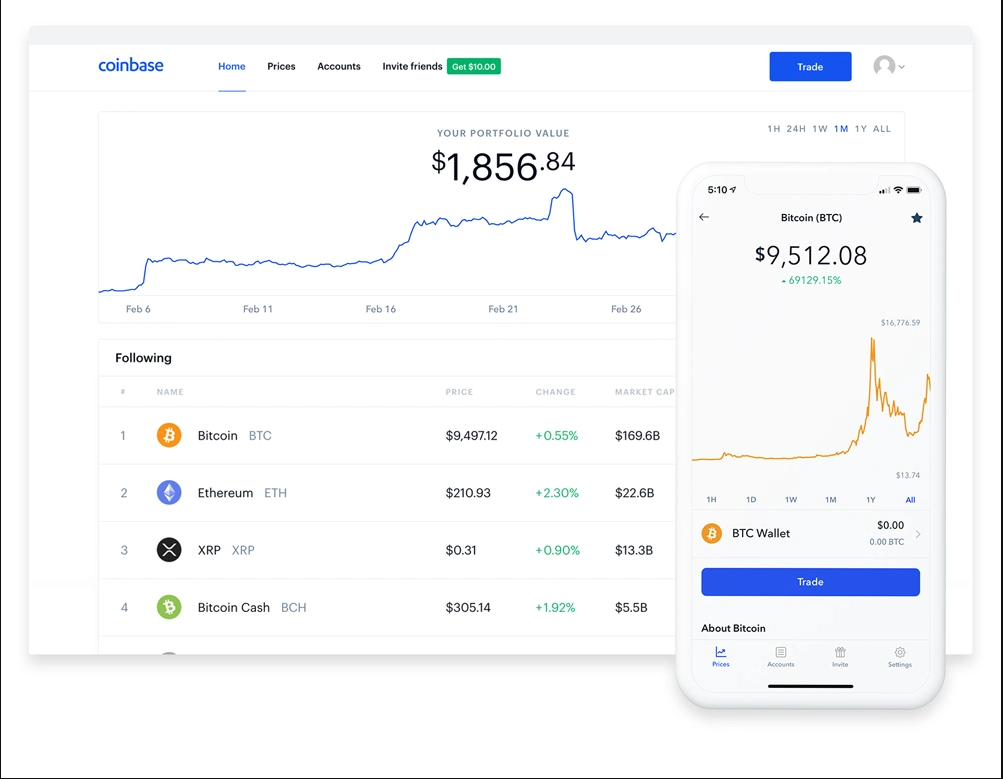 coinbase
Home Prices Accounts Invite friends Get $10.00 Trade
YOUR PORTFOLIO VALUE
$1,856.84
1H 24H 1W 1M 1Y ALL
Feb 6 Feb 11 Feb 16 Feb 21 Feb 26
Following
# NAME PRICE CHANGE MARKET CAP
1 Bitcoin BTC $9,497.12 +0.55% $169.6B
2 Ethereum ETH $210.93 +2.30% $22.6B
3 XRP XRP $0.31 +0.90% $13.3B
4 Bitcoin Cash BCH $305.14 +1.92% $5.5B
5:10
Bitcoin (BTC)
$9,512.08
69129.15%
$16,776.59
$13.74
1H 1D 1W 1M 1Y All
BTC Wallet $0.00
0.00 BTC
Trade
About Bitcoin
Prices Accounts Invite Settings